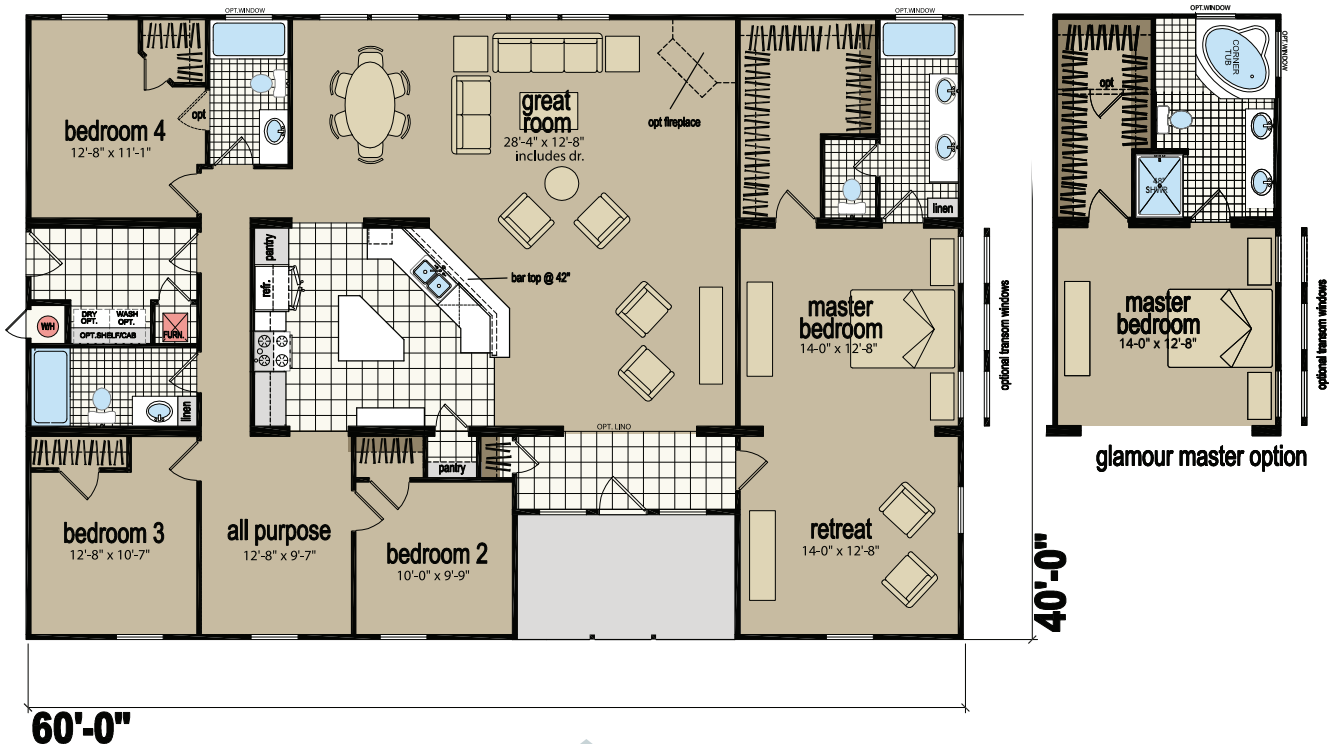 OPT.WINDOW
OPT.WINDOW
OPT.WINDOW
OPT.WINDOW
CORNER
TUB
opt
bedroom 4
12'-8" x 11'-1"
opt
great
room
28'-4" x 12'-8"
includes dr.
opt fireplace
48"
SHWR
linen
pantry
refr.
bar top @ 42"
W/H
DRY
OPT.
WASH
OPT.
OPT.SHELF/CAB
FURN
master
bedroom
14-0" x 12'-8"
optional transom windows
master
bedroom
14-0" x 12'-8"
optional transom windows
linen
OPT. LINO
pantry
glamour master option
bedroom 3
12'-8" x 10'-7"
all purpose
12'-8" x 9'-7"
bedroom 2
10'-0" x 9'-9"
retreat
14-0" x 12'-8"
40'-0"
60'-0"